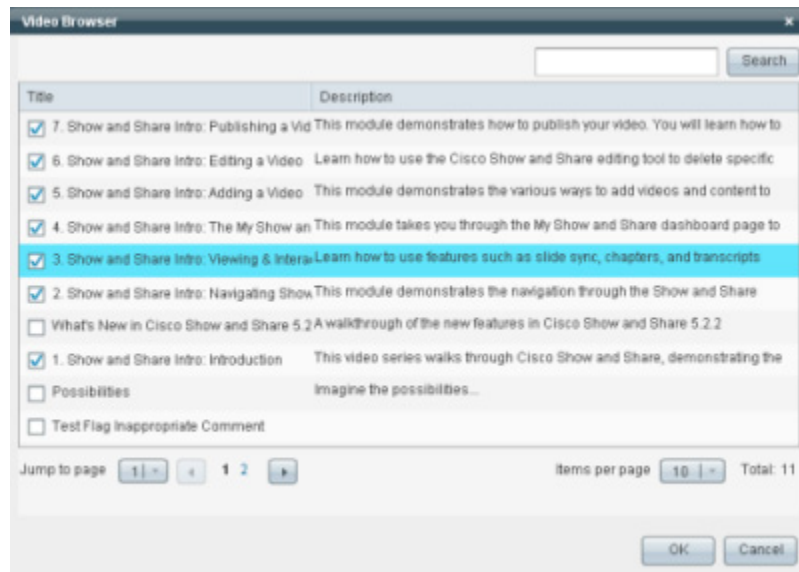 Video Browser
Search
Title Description
7. Show and Share Intro: Publishing a Vid This module demonstrates how to publish your video. You will learn how to
6. Show and Share Intro: Editing a Video Learn how to use the Cisco Show and Share editing tool to delete specific
5. Show and Share Intro: Adding a Video This module demonstrates the various ways to add videos and content to
4. Show and Share Intro: The My Show an This module takes you through the My Show and Share dashboard page to
3. Show and Share Intro: Viewing & Intera Learn how to use features such as slide sync, chapters, and transcripts
2. Show and Share Intro: Navigating Show This module demonstrates the navigation through the Show and Share
What's New in Cisco Show and Share 5.2 A walkthrough of the new features in Cisco Show and Share 5.2.2
1. Show and Share Intro: Introduction This video series walks through Cisco Show and Share, demonstrating the
Possibilities Imagine the possibilities...
Test Flag Inappropriate Comment
Jump to page 1 1 2 Items per page 10 Total: 11
OK Cancel